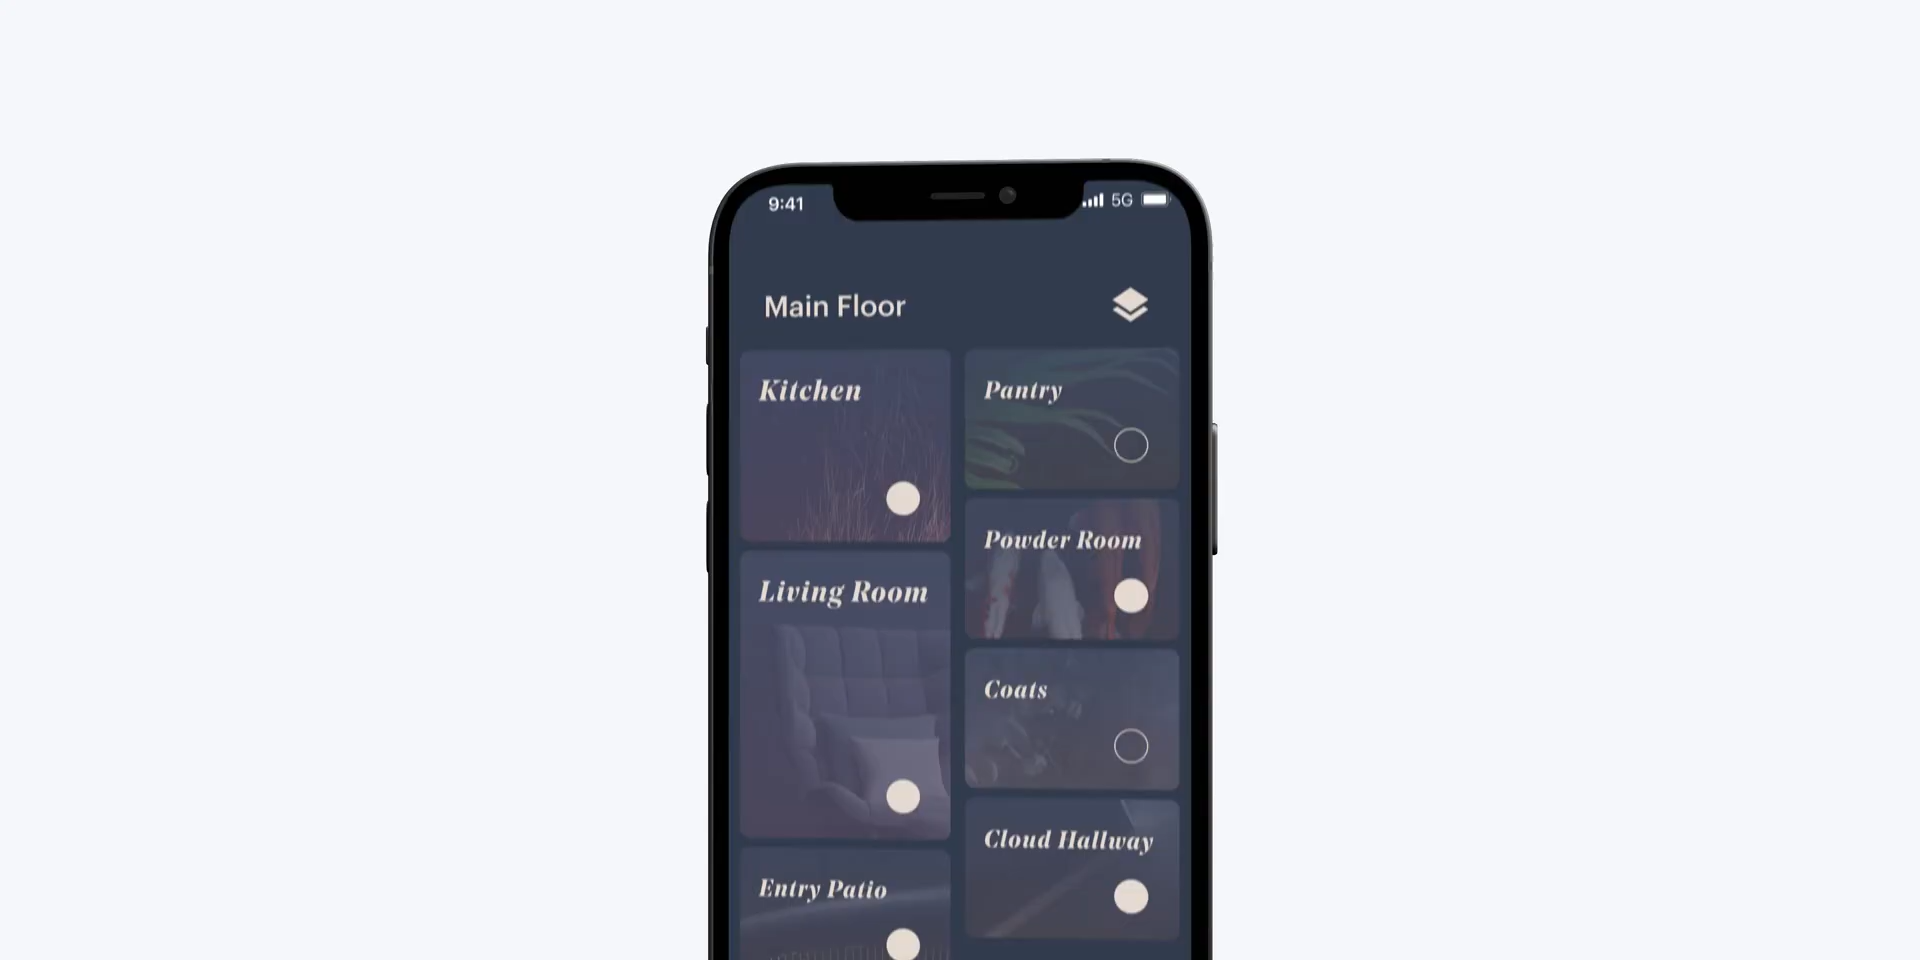 9:41
5G
Main Floor
Kitchen
Pantry
Powder Room
Living Room
Coats
Cloud Hallway
Entry Patio